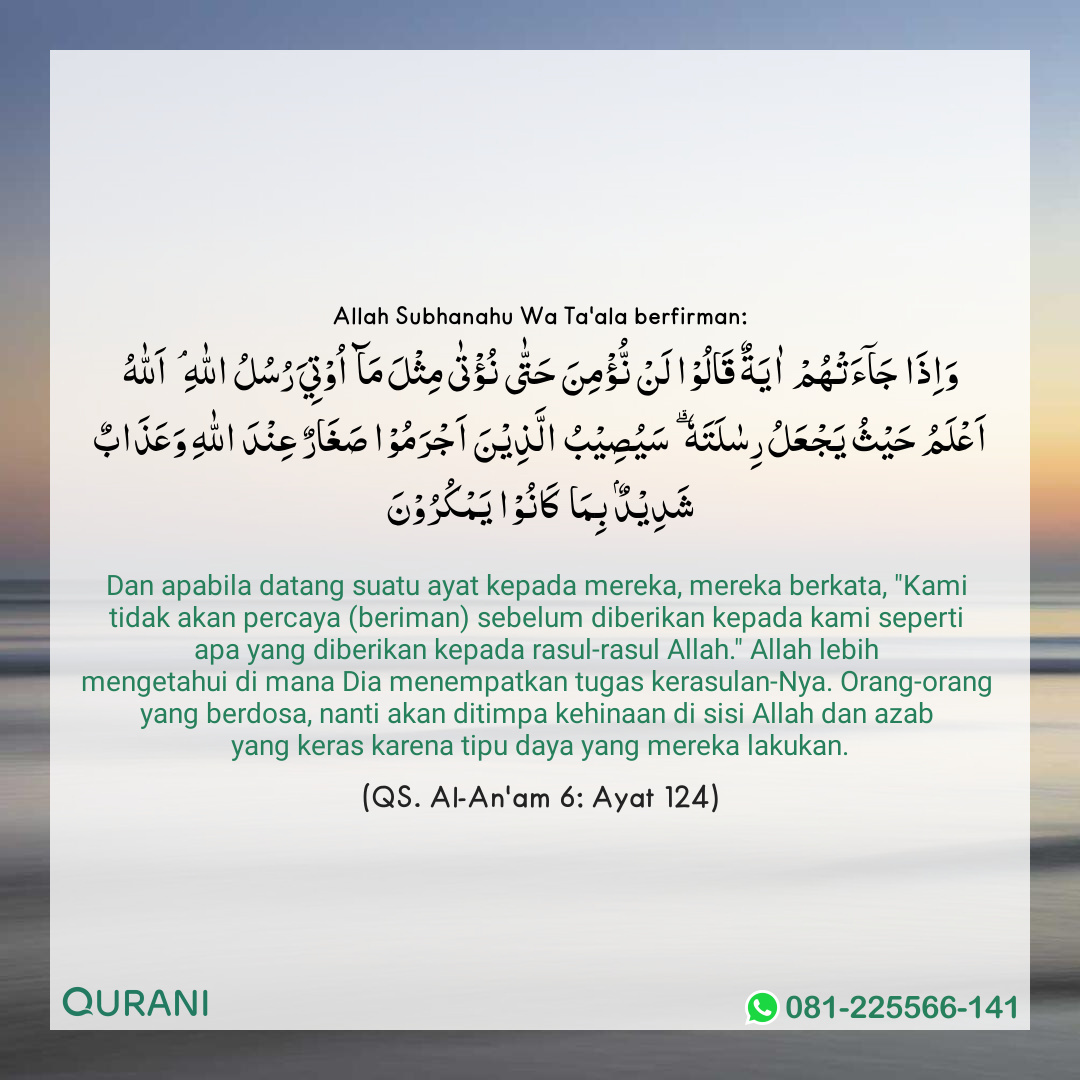 Allah Subhanahu Wa Ta'ala berfirman:
وَاِذَا جَآءَتْهُمْ اٰيَةٌ قَالُوْا لَنْ نُّؤْمِنَ حَتّٰى نُؤْتٰى مِثْلَ مَاۤ اُوْتِيَ رُسُلُ اللّٰهِ ۘ اَللّٰهُ
اَعْلَمُ حَيْثُ يَجْعَلُ رِسٰلَتَهٗ ۗ سَيُصِيْبُ الَّذِيْنَ اَجْرَمُوْا صَغَارٌ عِنْدَ اللّٰهِ وَعَذَابٌ
شَدِيْدٌۢ بِمَا كَانُوْا يَمْكُرُوْنَ
Dan apabila datang suatu ayat kepada mereka, mereka berkata, "Kami
tidak akan percaya (beriman) sebelum diberikan kepada kami seperti
apa yang diberikan kepada rasul-rasul Allah." Allah lebih
mengetahui di mana Dia menempatkan tugas kerasulan-Nya. Orang-orang
yang berdosa, nanti akan ditimpa kehinaan di sisi Allah dan azab
yang keras karena tipu daya yang mereka lakukan.
(QS. Al-An'am 6: Ayat 124)
QURANI
081-225566-141